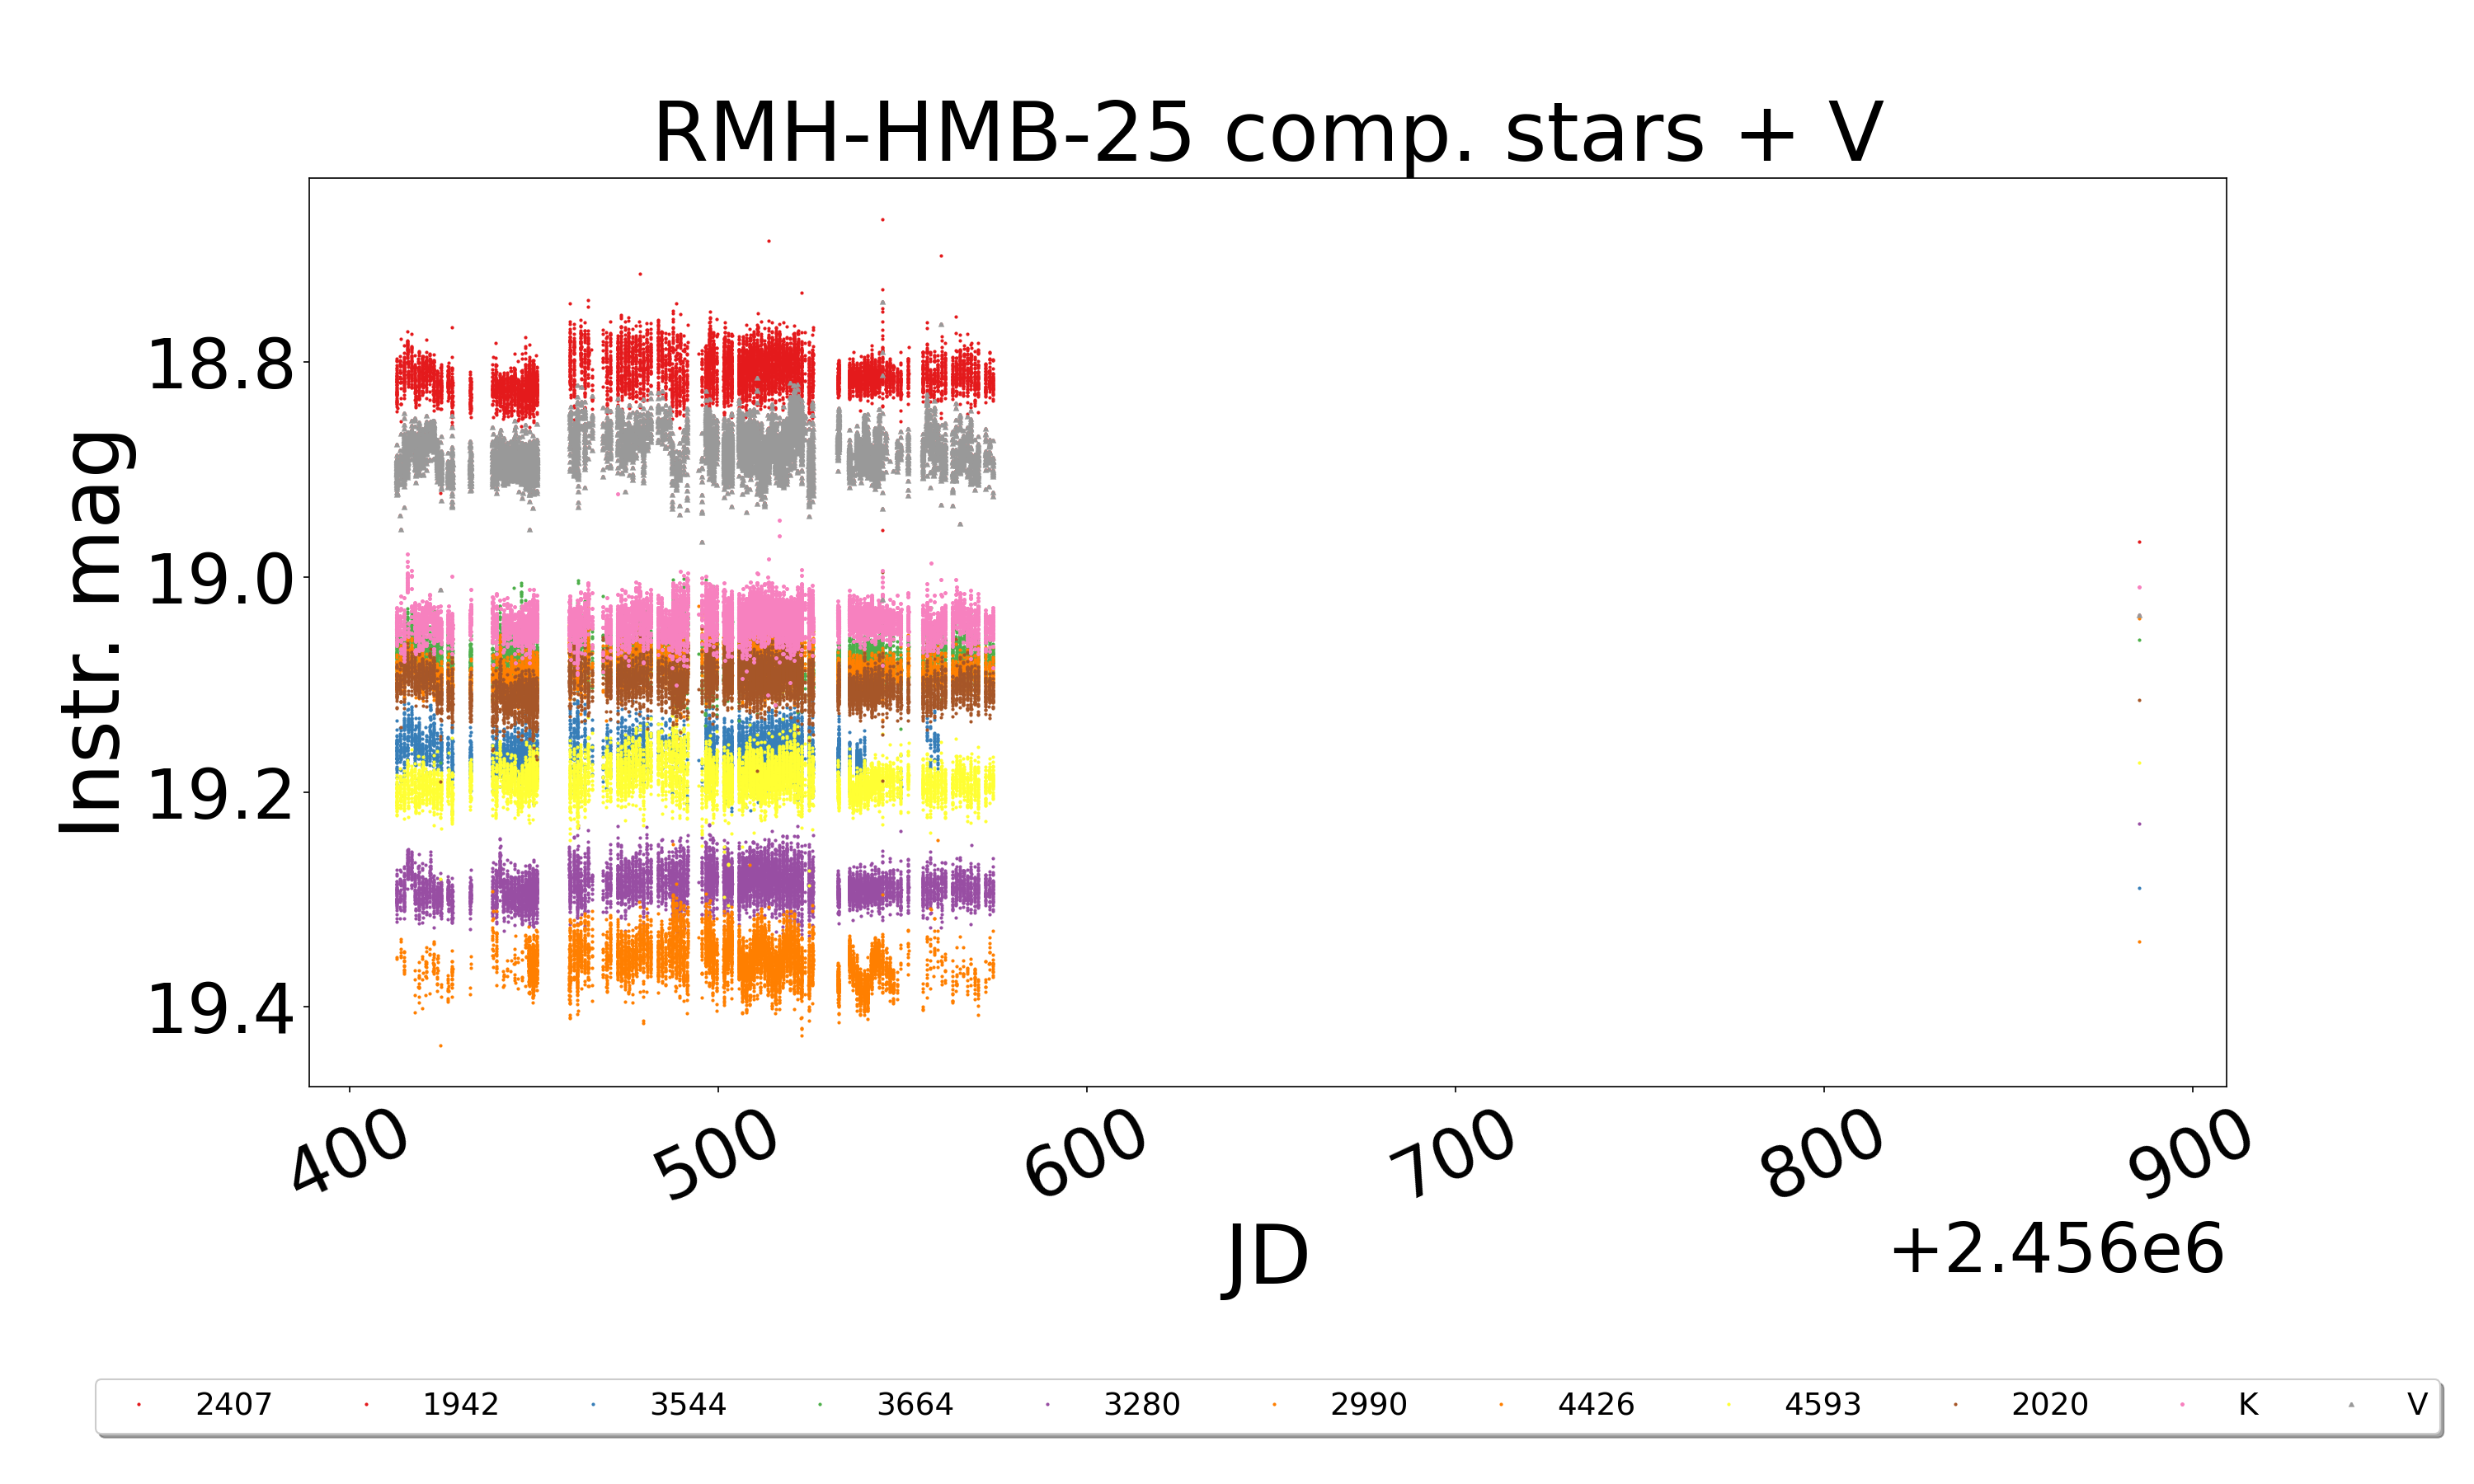 RMH-HMB-25 comp. stars + V
Instr. mag
18.8
19.0
19.2
19.4
400 500 600 700 800 900
JD
+2.456e6
2407 1942 3544 3664 3280 2990 4426 4593 2020 K V